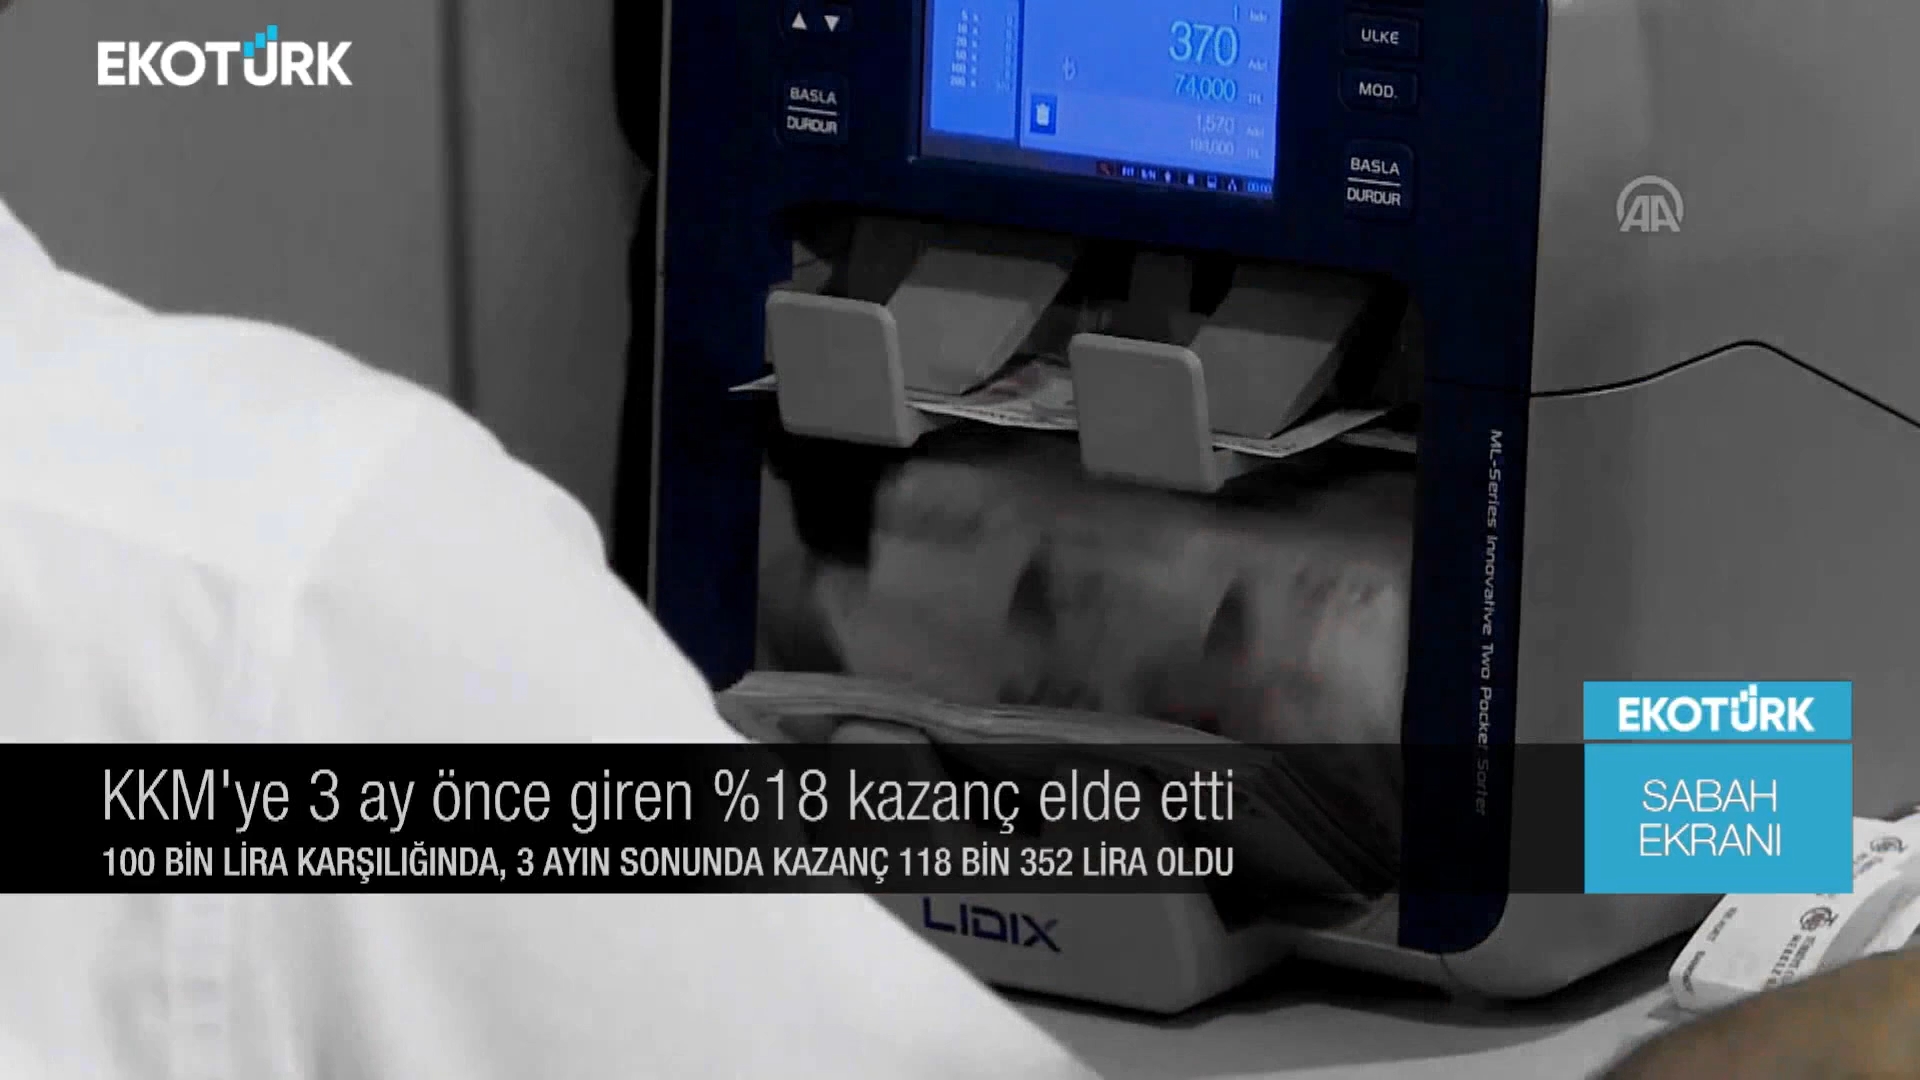 EKOTÜRK
▲ ▼
BASLA
DURDUR
370
74,000
1,570
ULKE
MOD.
BASLA
DURDUR
AA
ML-Series Innovative Two Pocket Sorter
EKOTÜRK
SABAH
EKRANI
KKM'ye 3 ay önce giren %18 kazanç elde etti
100 BİN LİRA KARŞILIĞINDA, 3 AYIN SONUNDA KAZANÇ 118 BİN 352 LİRA OLDU
LIDIX